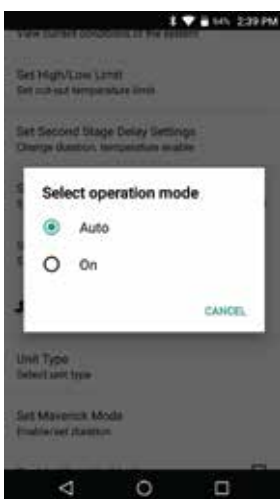 54% 2:39 PM
View current conditions of the system
Set High/Low Limit
Set cut-out temperature limit
Set Second Stage Delay Settings
Change duration, temperature enable
Select operation mode
Auto
On
CANCEL
Unit Type
Select unit type
Set Maverick Mode
Enable/set duration